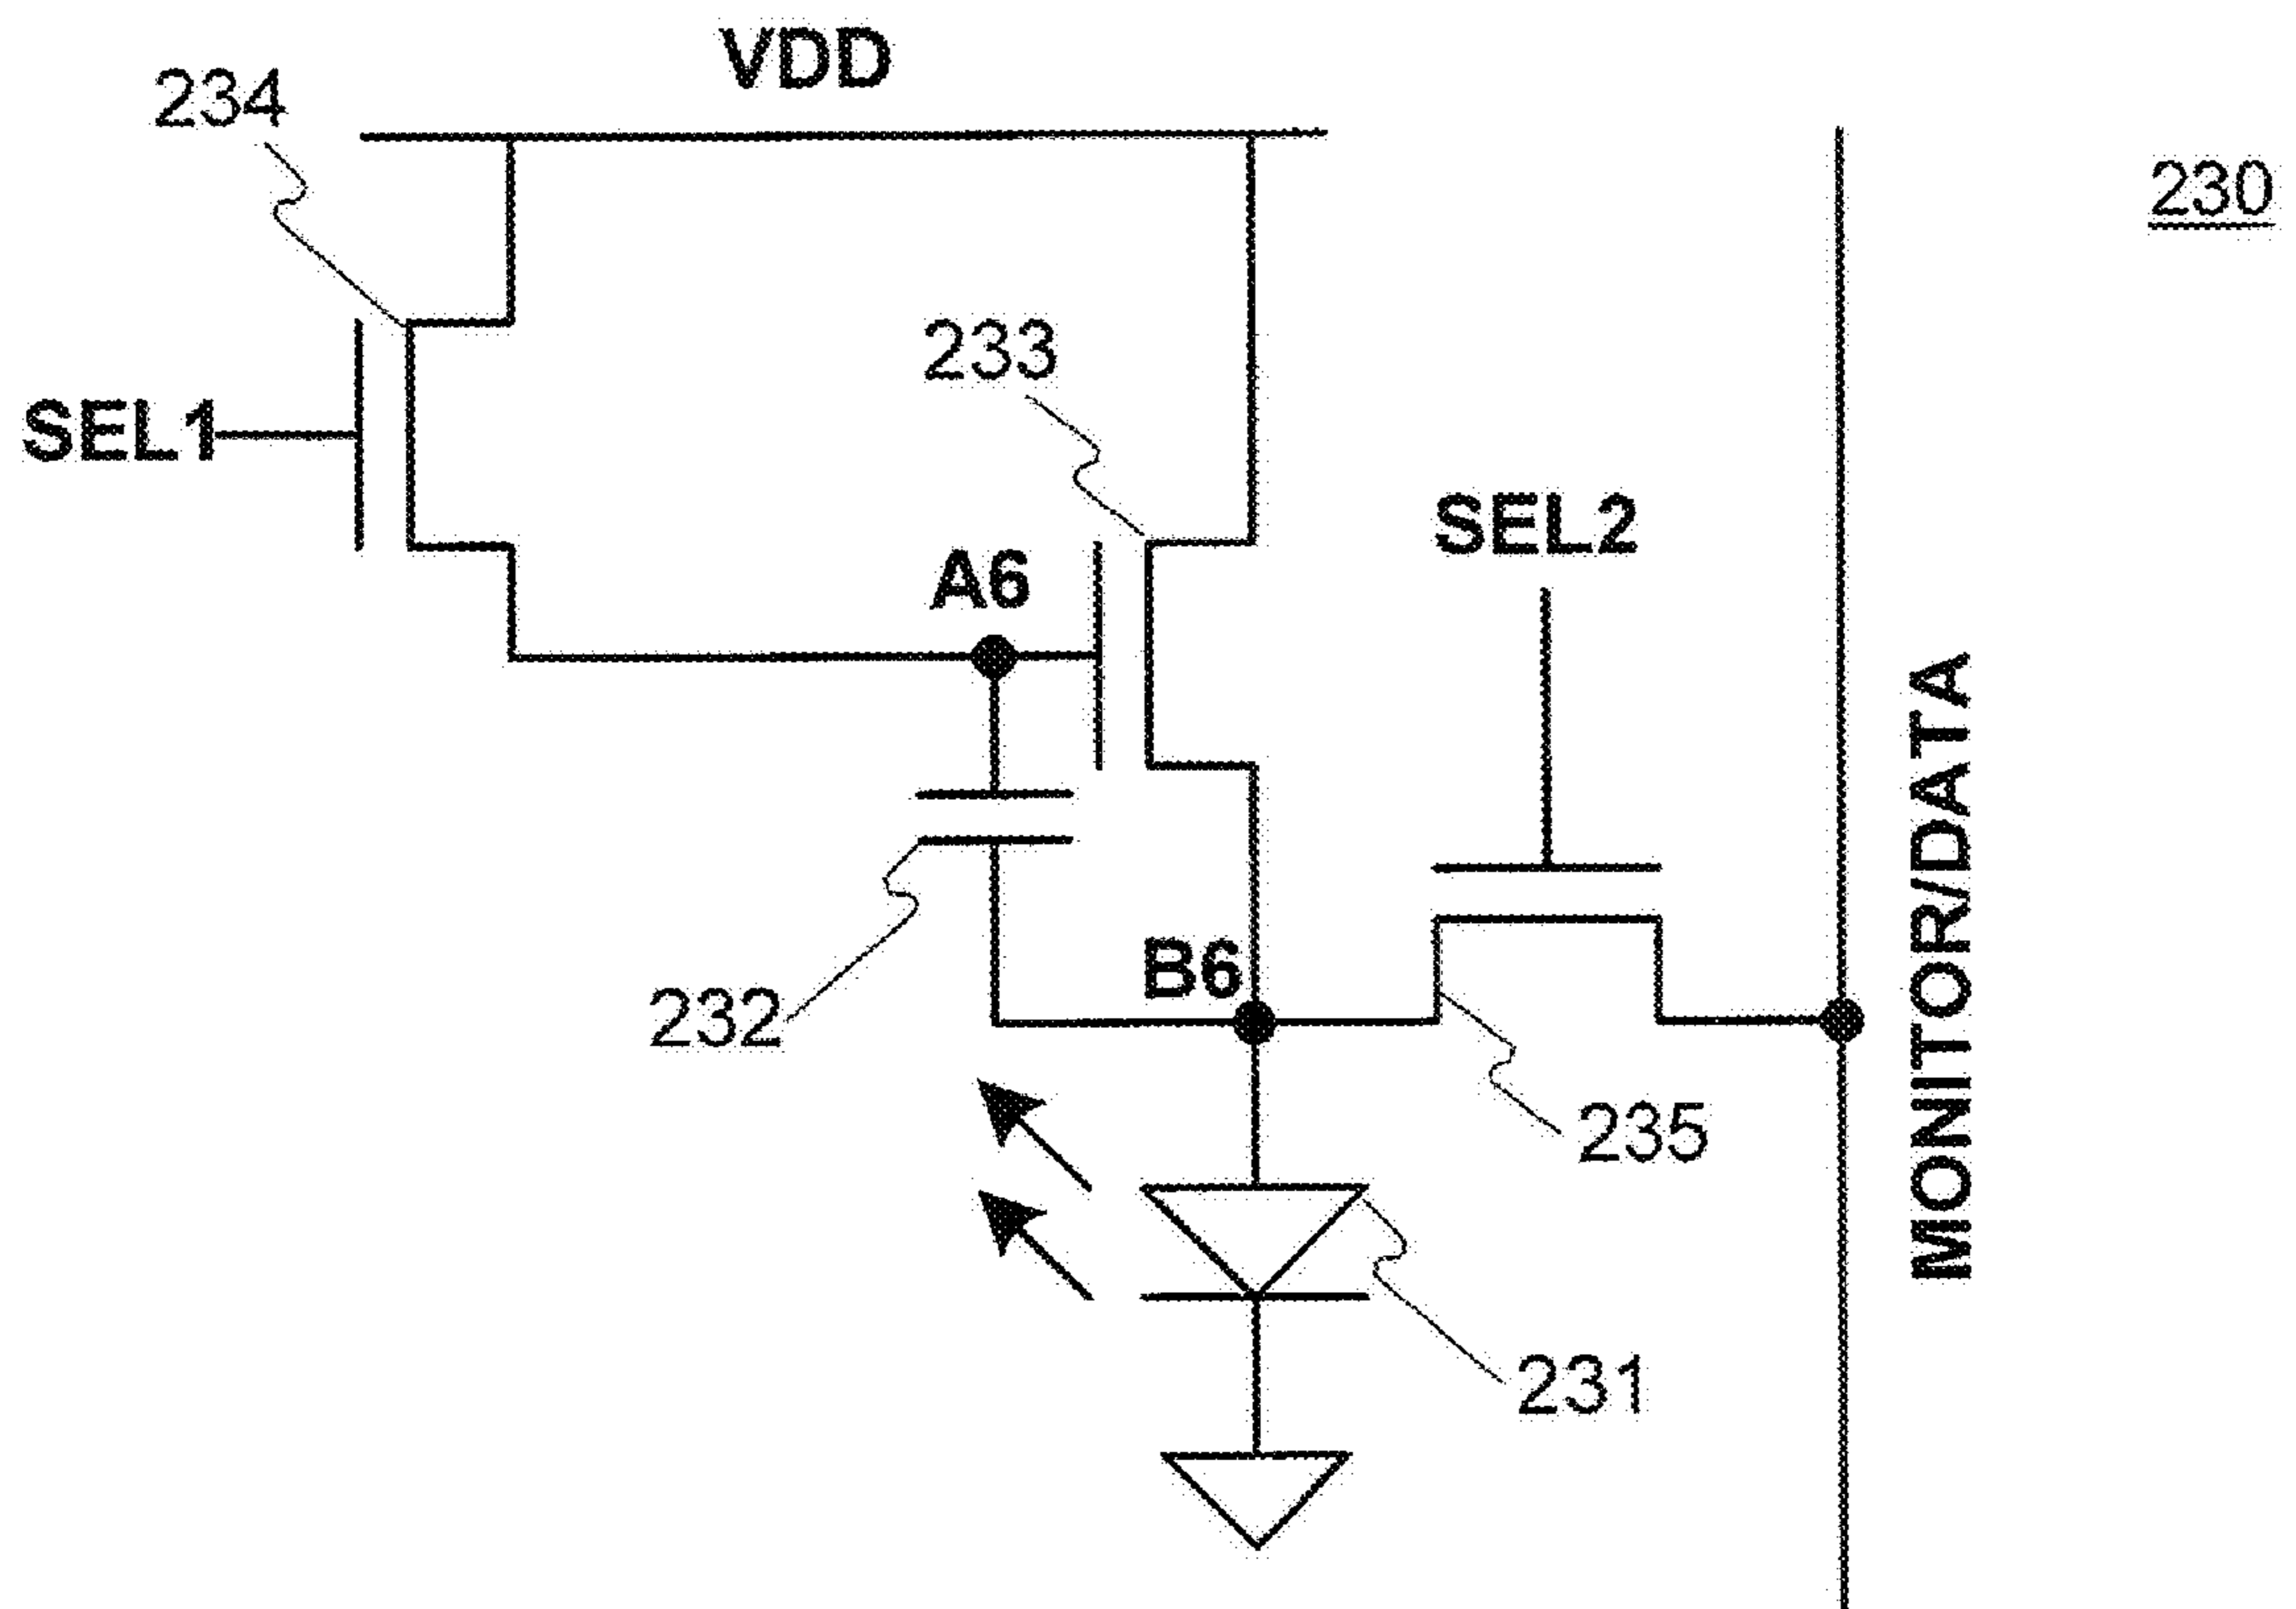 VDD
234
230
233
SEL1
SEL2
A6
MONITOR/DATA
B6
232
235
231